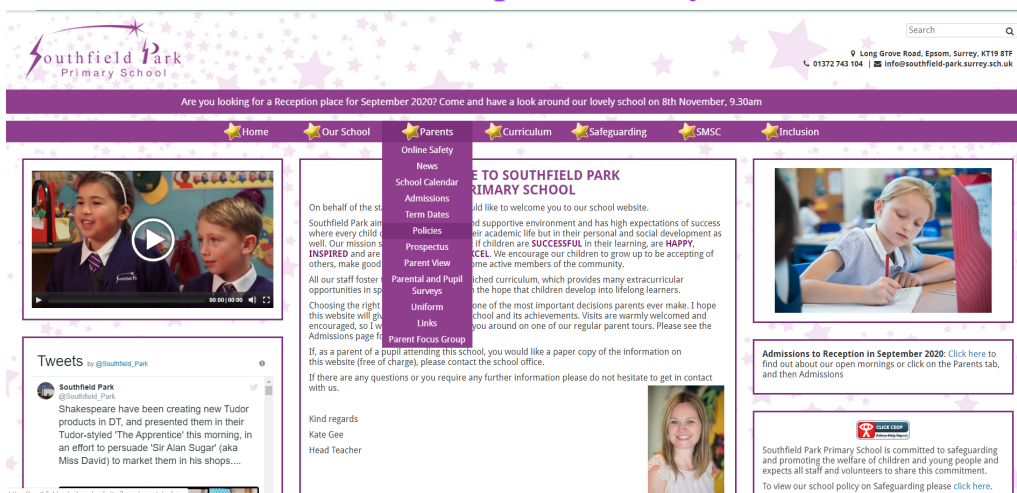 Southfield Park
Primary School
Search
Long Grove Road, Epsom, Surrey, KT19 8TF
01372 743 104 | info@southfield-park.surrey.sch.uk
Are you looking for a Reception place for September 2020? Come and have a look around our lovely school on 8th November, 9.30am
Home Our School Parents Curriculum Safeguarding SMSC Inclusion
Online Safety
News
School Calendar
Admissions
Term Dates
Policies
Prospectus
Parent View
Parental and Pupil
Surveys
Uniform
Links
Parent Focus Group
00:00 | 00:00
E TO SOUTHFIELD PARK
RIMARY SCHOOL
On behalf of the sta uld like to welcome you to our school website.
Southfield Park aim nd supportive environment and has high expectations of success
where every child d eir academic life but in their personal and social development as
well. Our mission s if children are SUCCESSFUL in their learning, are HAPPY,
INSPIRED and are XCEL. We encourage our children to grow up to be accepting of
others, make good ome active members of the community.
All our staff foster iched curriculum, which provides many extracurricular
opportunities in sp n the hope that children develop into lifelong learners.
Choosing the right one of the most important decisions parents ever make. I hope
this website will giv chool and its achievements. Visits are warmly welcomed and
encouraged, so I w you around on one of our regular parent tours. Please see the
Admissions page fo
If, as a parent of a pupil attending this school, you would like a paper copy of the information on
this website (free of charge), please contact the school office.
If there are any questions or you require any further information please do not hesitate to get in contact
with us.
Kind regards
Kate Gee
Head Teacher
Tweets by @Southfield_Park
Southfield Park
@Southfield_Park
Shakespeare have been creating new Tudor
products in DT, and presented them in their
Tudor-styled 'The Apprentice' this morning, in
an effort to persuade 'Sir Alan Sugar' (aka
Miss David) to market them in his shops....
Admissions to Reception in September 2020: Click here to
find out about our open mornings or click on the Parents tab,
and then Admissions
CLICK CEOP
Southfield Park Primary School is committed to safeguarding
and promoting the welfare of children and young people and
expects all staff and volunteers to share this commitment.
To view our school policy on Safeguarding please click here.